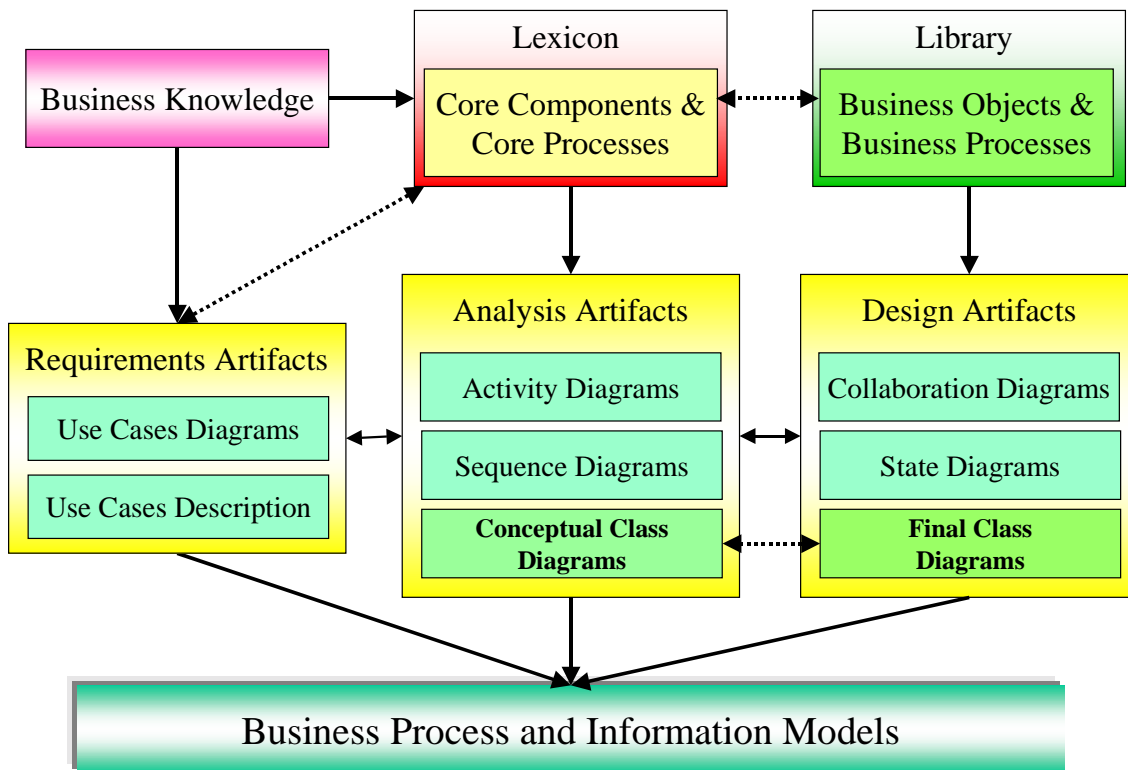 Lexicon
Library
Business Knowledge
Core Components &
Core Processes
Business Objects &
Business Processes
Requirements Artifacts
Use Cases Diagrams
Use Cases Description
Analysis Artifacts
Activity Diagrams
Sequence Diagrams
Conceptual Class
Diagrams
Design Artifacts
Collaboration Diagrams
State Diagrams
Final Class
Diagrams
Business Process and Information Models